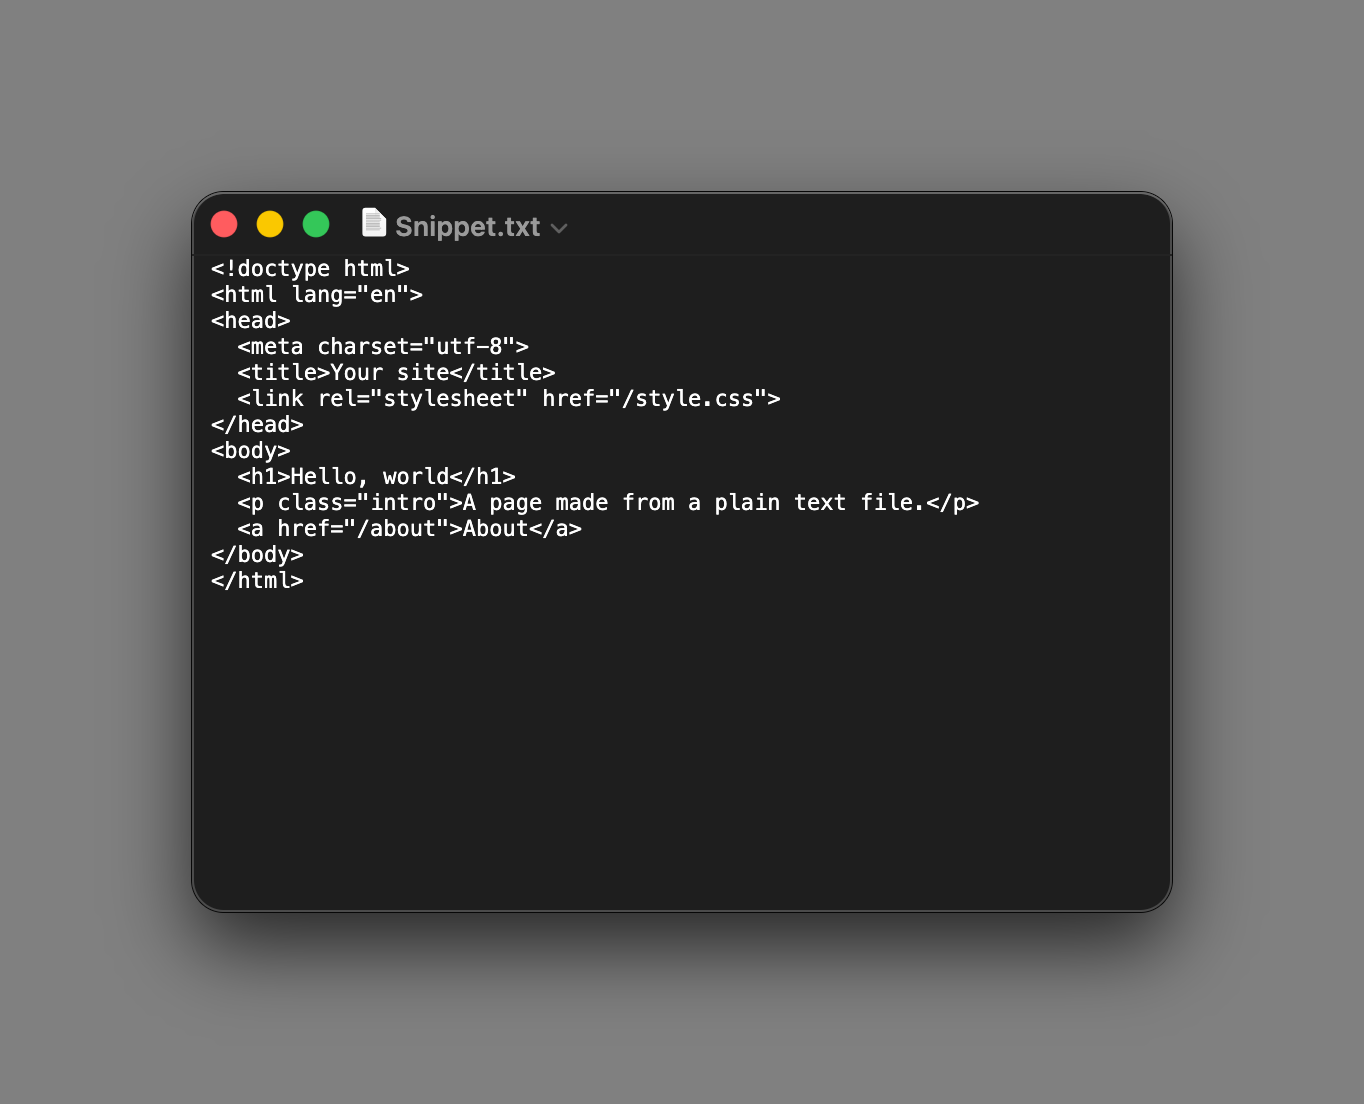 Snippet.txt
<!doctype html>
<html lang="en">
<head>
  <meta charset="utf-8">
  <title>Your site</title>
  <link rel="stylesheet" href="/style.css">
</head>
<body>
  <h1>Hello, world</h1>
  <p class="intro">A page made from a plain text file.</p>
  <a href="/about">About</a>
</body>
</html>